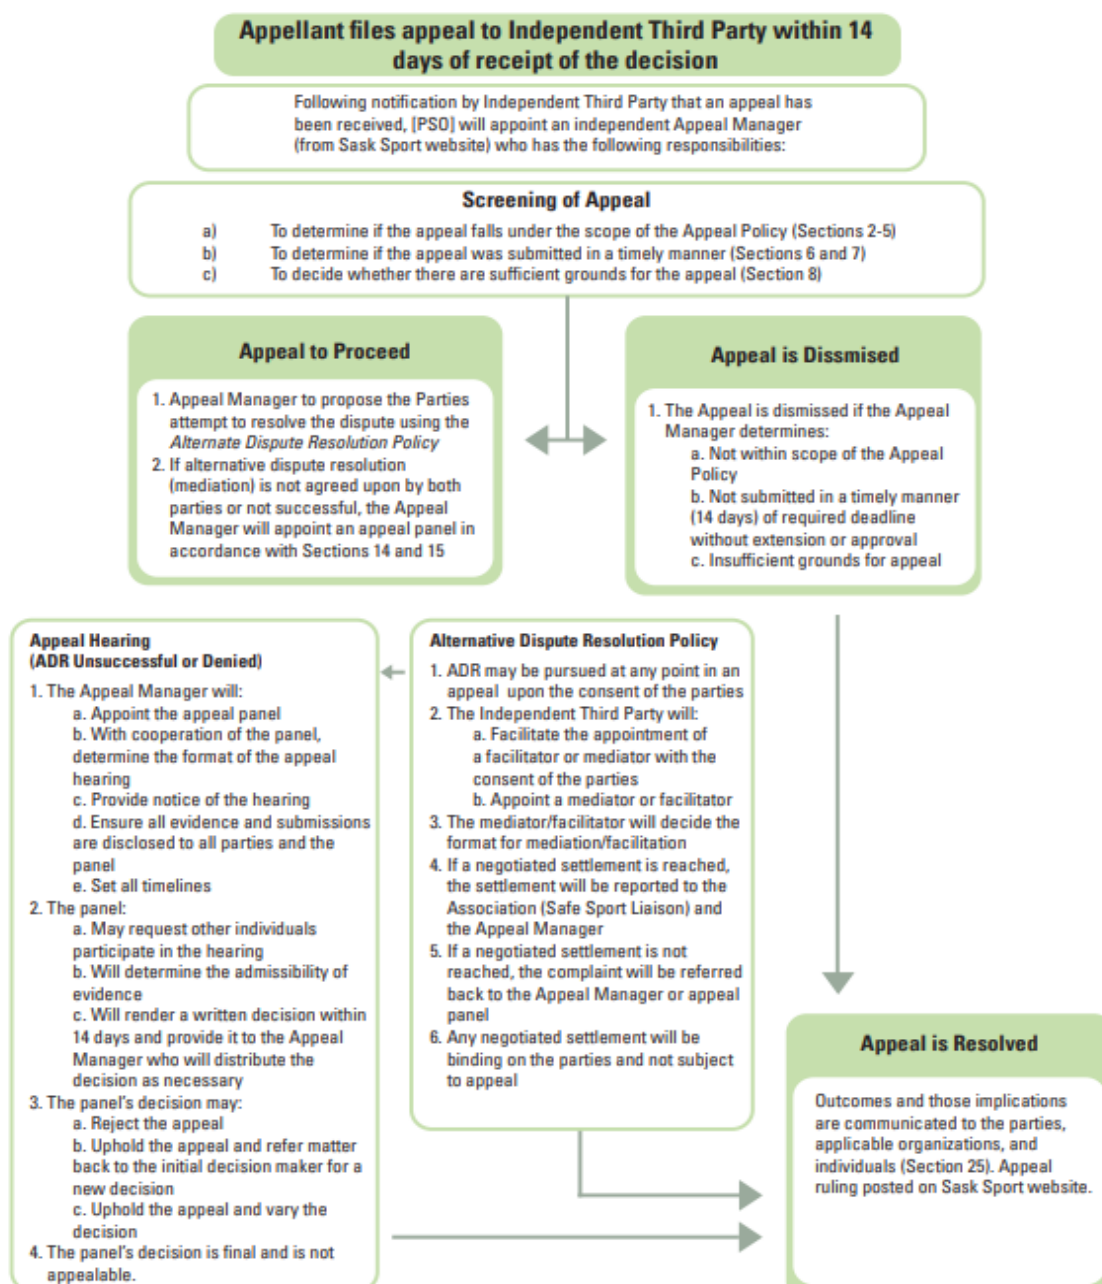 Appellant files appeal to Independent Third Party within 14
days of receipt of the decision
Following notification by Independent Third Party that an appeal has
been received, [PSO] will appoint an independent Appeal Manager
(from Sask Sport website) who has the following responsibilities:
Screening of Appeal
a) To determine if the appeal falls under the scope of the Appeal Policy (Sections 2-5)
b) To determine if the appeal was submitted in a timely manner (Sections 6 and 7)
c) To decide whether there are sufficient grounds for the appeal (Section 8)
Appeal to Proceed
1. Appeal Manager to propose the Parties
attempt to resolve the dispute using the
Alternate Dispute Resolution Policy
2. If alternative dispute resolution
(mediation) is not agreed upon by both
parties or not successful, the Appeal
Manager will appoint an appeal panel in
accordance with Sections 14 and 15
Appeal is Dissmised
1. The Appeal is dismissed if the Appeal
Manager determines:
a. Not within scope of the Appeal
Policy
b. Not submitted in a timely manner
(14 days) of required deadline
without extension or approval
c. Insufficient grounds for appeal
Appeal Hearing
(ADR Unsuccessful or Denied)
1. The Appeal Manager will:
a. Appoint the appeal panel
b. With cooperation of the panel,
determine the format of the appeal
hearing
c. Provide notice of the hearing
d. Ensure all evidence and submissions
are disclosed to all parties and the
panel
e. Set all timelines
2. The panel:
a. May request other individuals
participate in the hearing
b. Will determine the admissibility of
evidence
c. Will render a written decision within
14 days and provide it to the Appeal
Manager who will distribute the
decision as necessary
3. The panel's decision may:
a. Reject the appeal
b. Uphold the appeal and refer matter
back to the initial decision maker for a
new decision
c. Uphold the appeal and vary the
decision
4. The panel's decision is final and is not
appealable.
Alternative Dispute Resolution Policy
1. ADR may be pursued at any point in an
appeal upon the consent of the parties
2. The Independent Third Party will:
a. Facilitate the appointment of
a facilitator or mediator with the
consent of the parties
b. Appoint a mediator or facilitator
3. The mediator/facilitator will decide the
format for mediation/facilitation
4. If a negotiated settlement is reached,
the settlement will be reported to the
Association (Safe Sport Liaison) and
the Appeal Manager
5. If a negotiated settlement is not
reached, the complaint will be referred
back to the Appeal Manager or appeal
panel
6. Any negotiated settlement will be
binding on the parties and not subject
to appeal
Appeal is Resolved
Outcomes and those implications
are communicated to the parties,
applicable organizations, and
individuals (Section 25). Appeal
ruling posted on Sask Sport website.